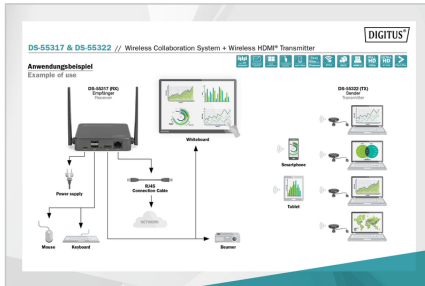 DIGITUS®
DS-55317 & DS-55322 // Wireless Collaboration System + Wireless HDMI® Transmitter
Anwendungsbeispiel
Example of use
DS-55317 (RX)
Empfänger
Receiver
Whiteboard
DS-55322 (TX)
Sender
Transmitter
Smartphone
Tablet
Power supply
RJ45
Connection Cable
NETWORK
Mouse
Keyboard
Beamer